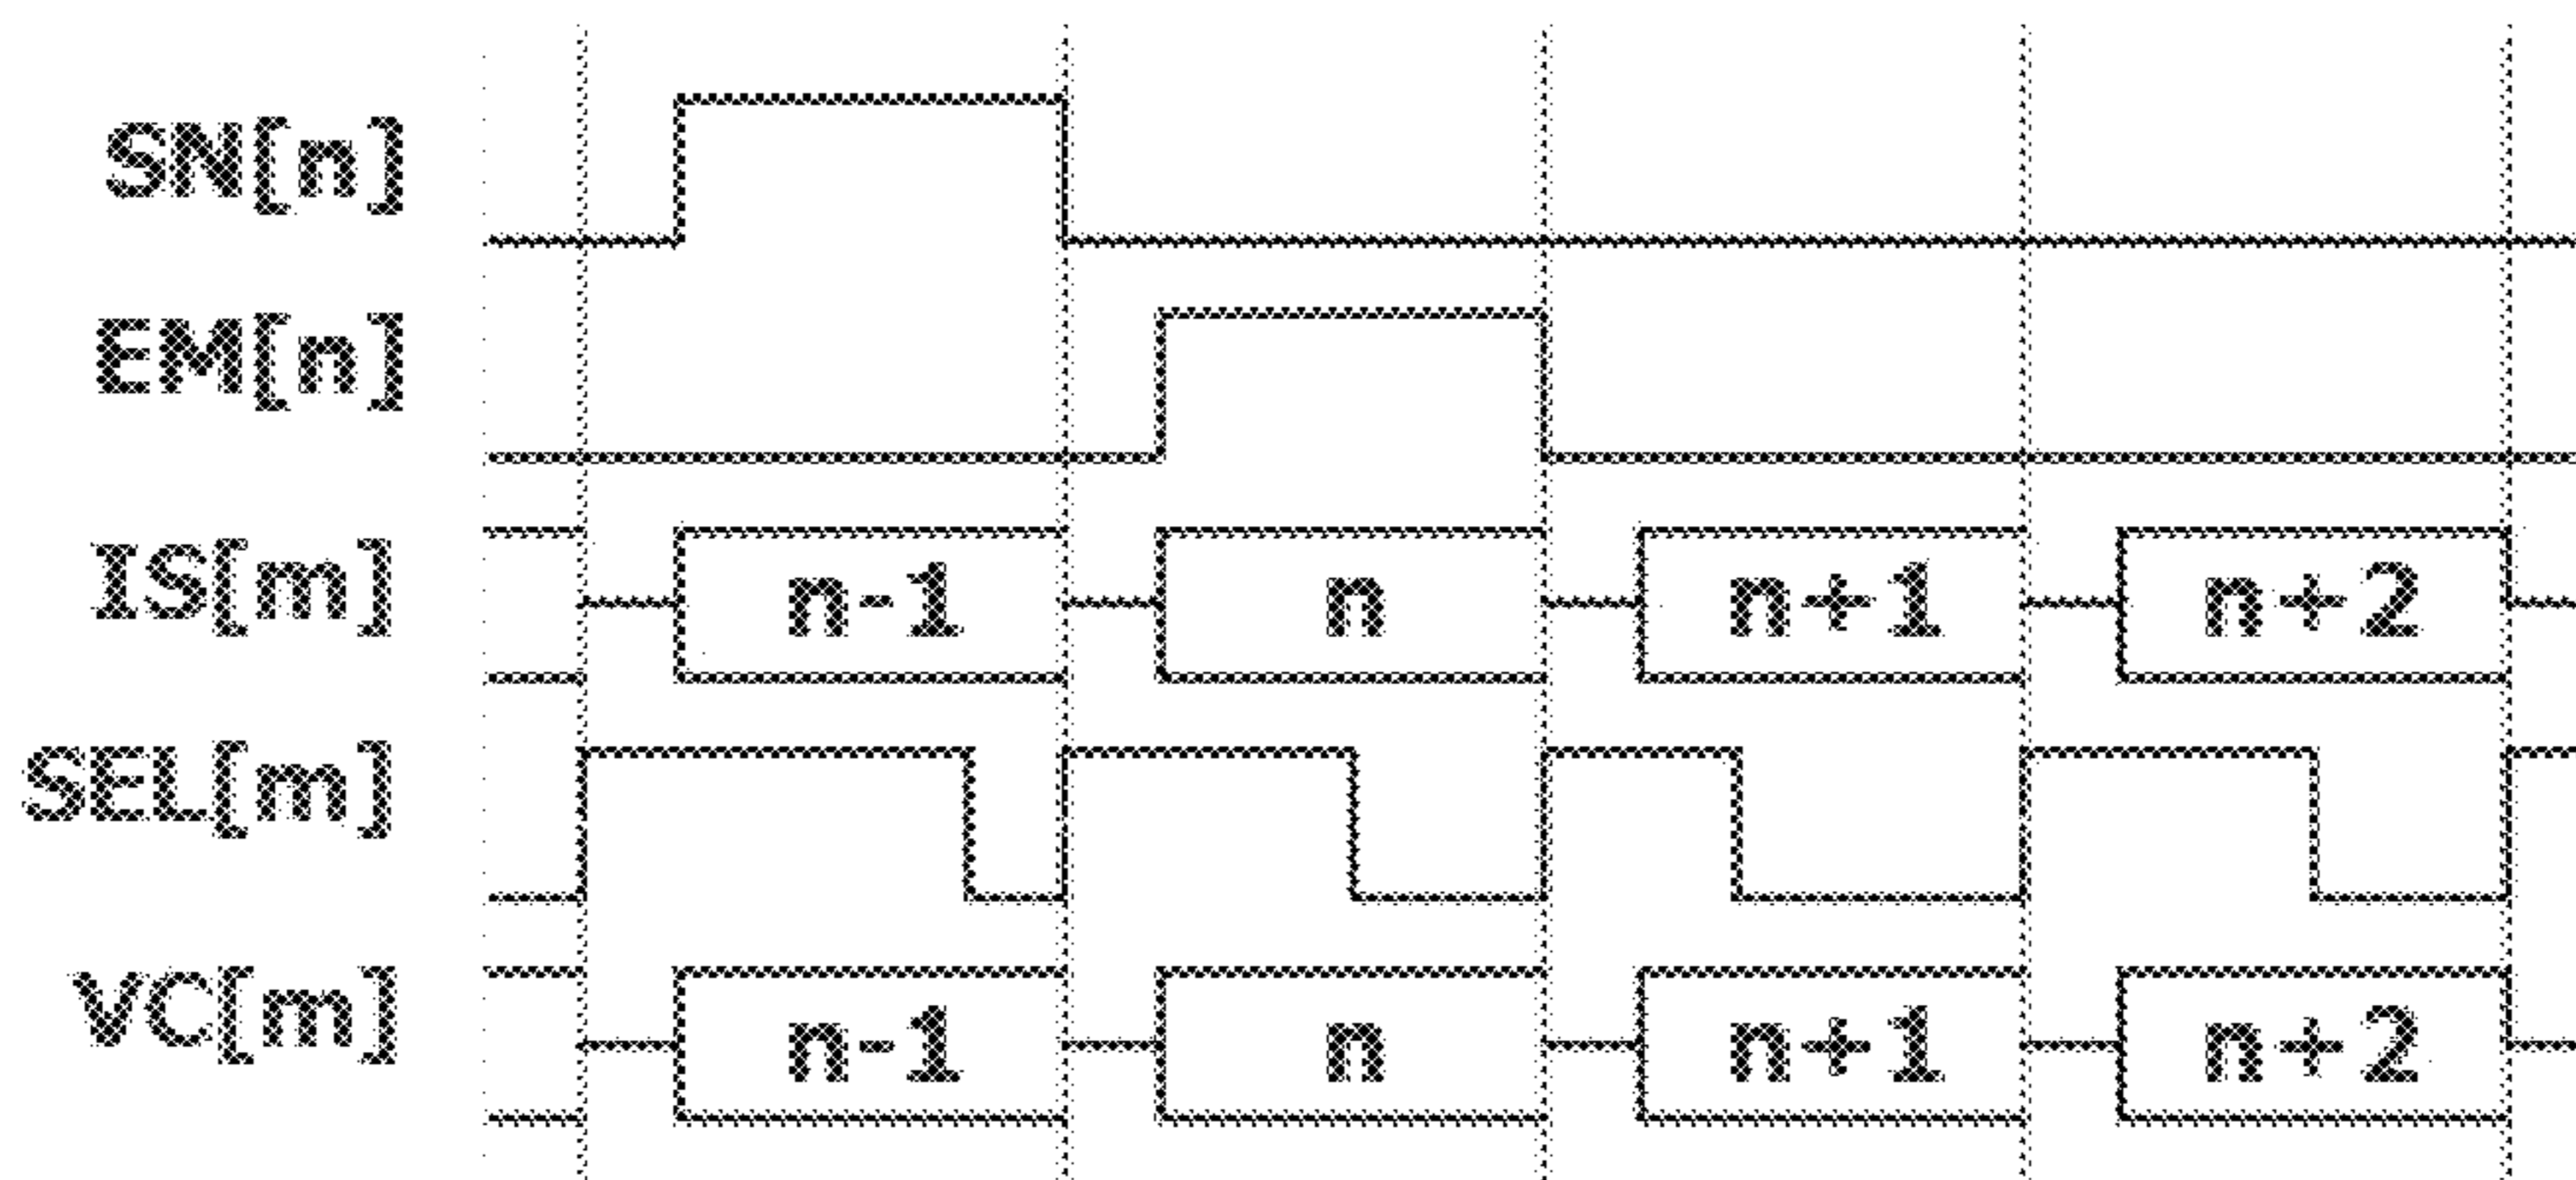 SN[n]
EM[n]
IS[m] n-1 n n+1 n+2
SEL[m]
VC[m] n-1 n n+1 n+2